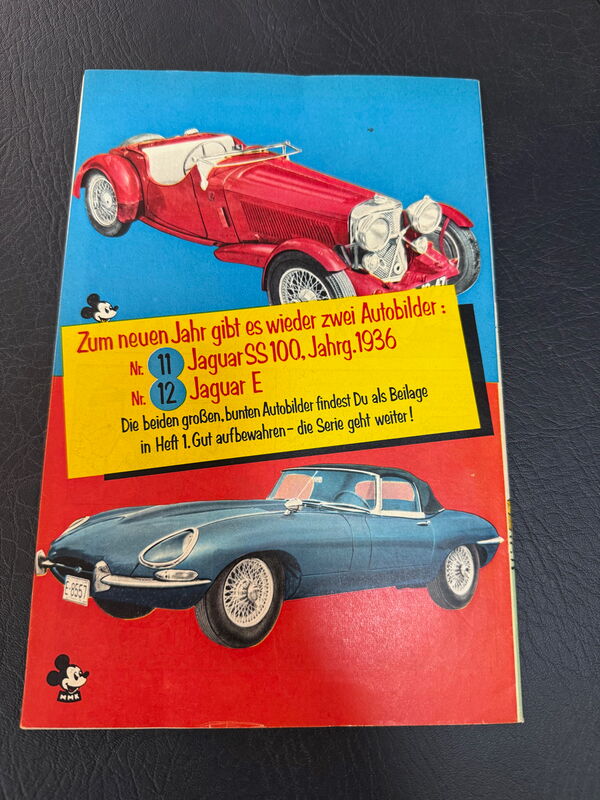 Zum neuen Jahr gibt es wieder zwei Autobilder:
Nr. 11 Jaguar SS 100, Jahrg. 1936
Nr. 12 Jaguar E
Die beiden großen, bunten Autobilder findest Du als Beilage
in Heft 1. Gut aufbewahren – die Serie geht weiter!
E-8557
MMK